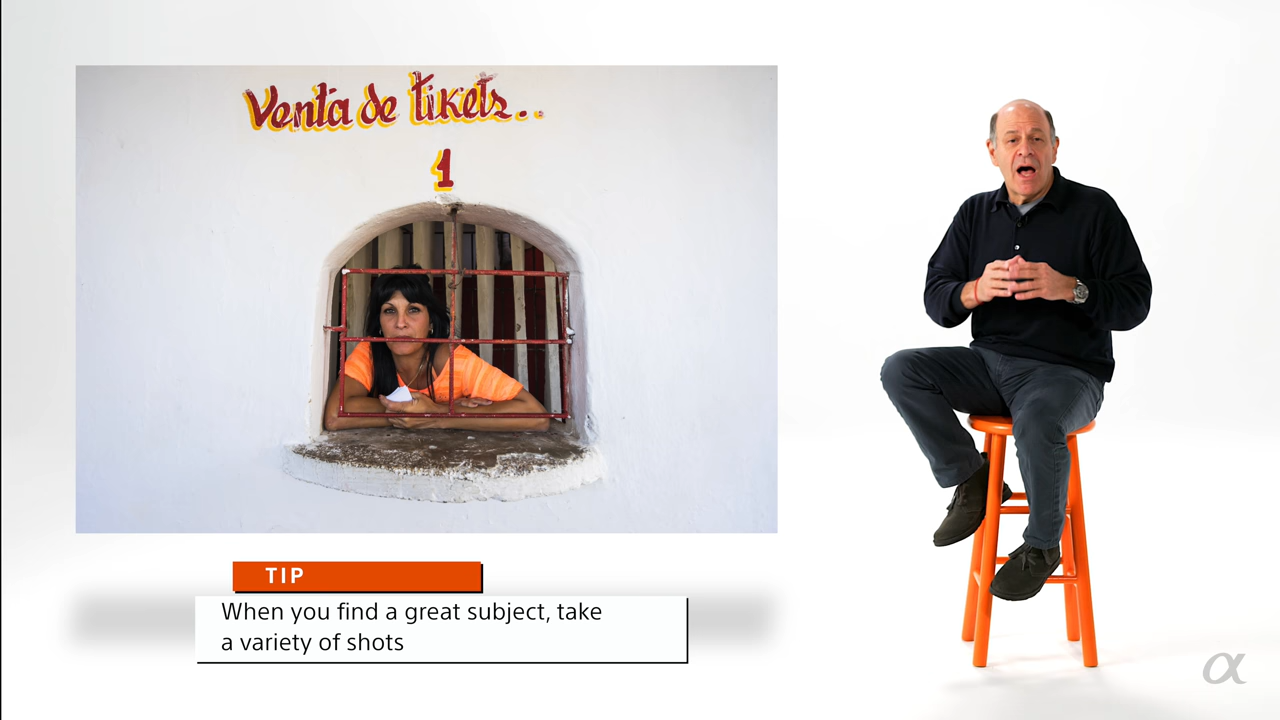 Venta de tikets..
1
TIP
When you find a great subject, take
a variety of shots
α